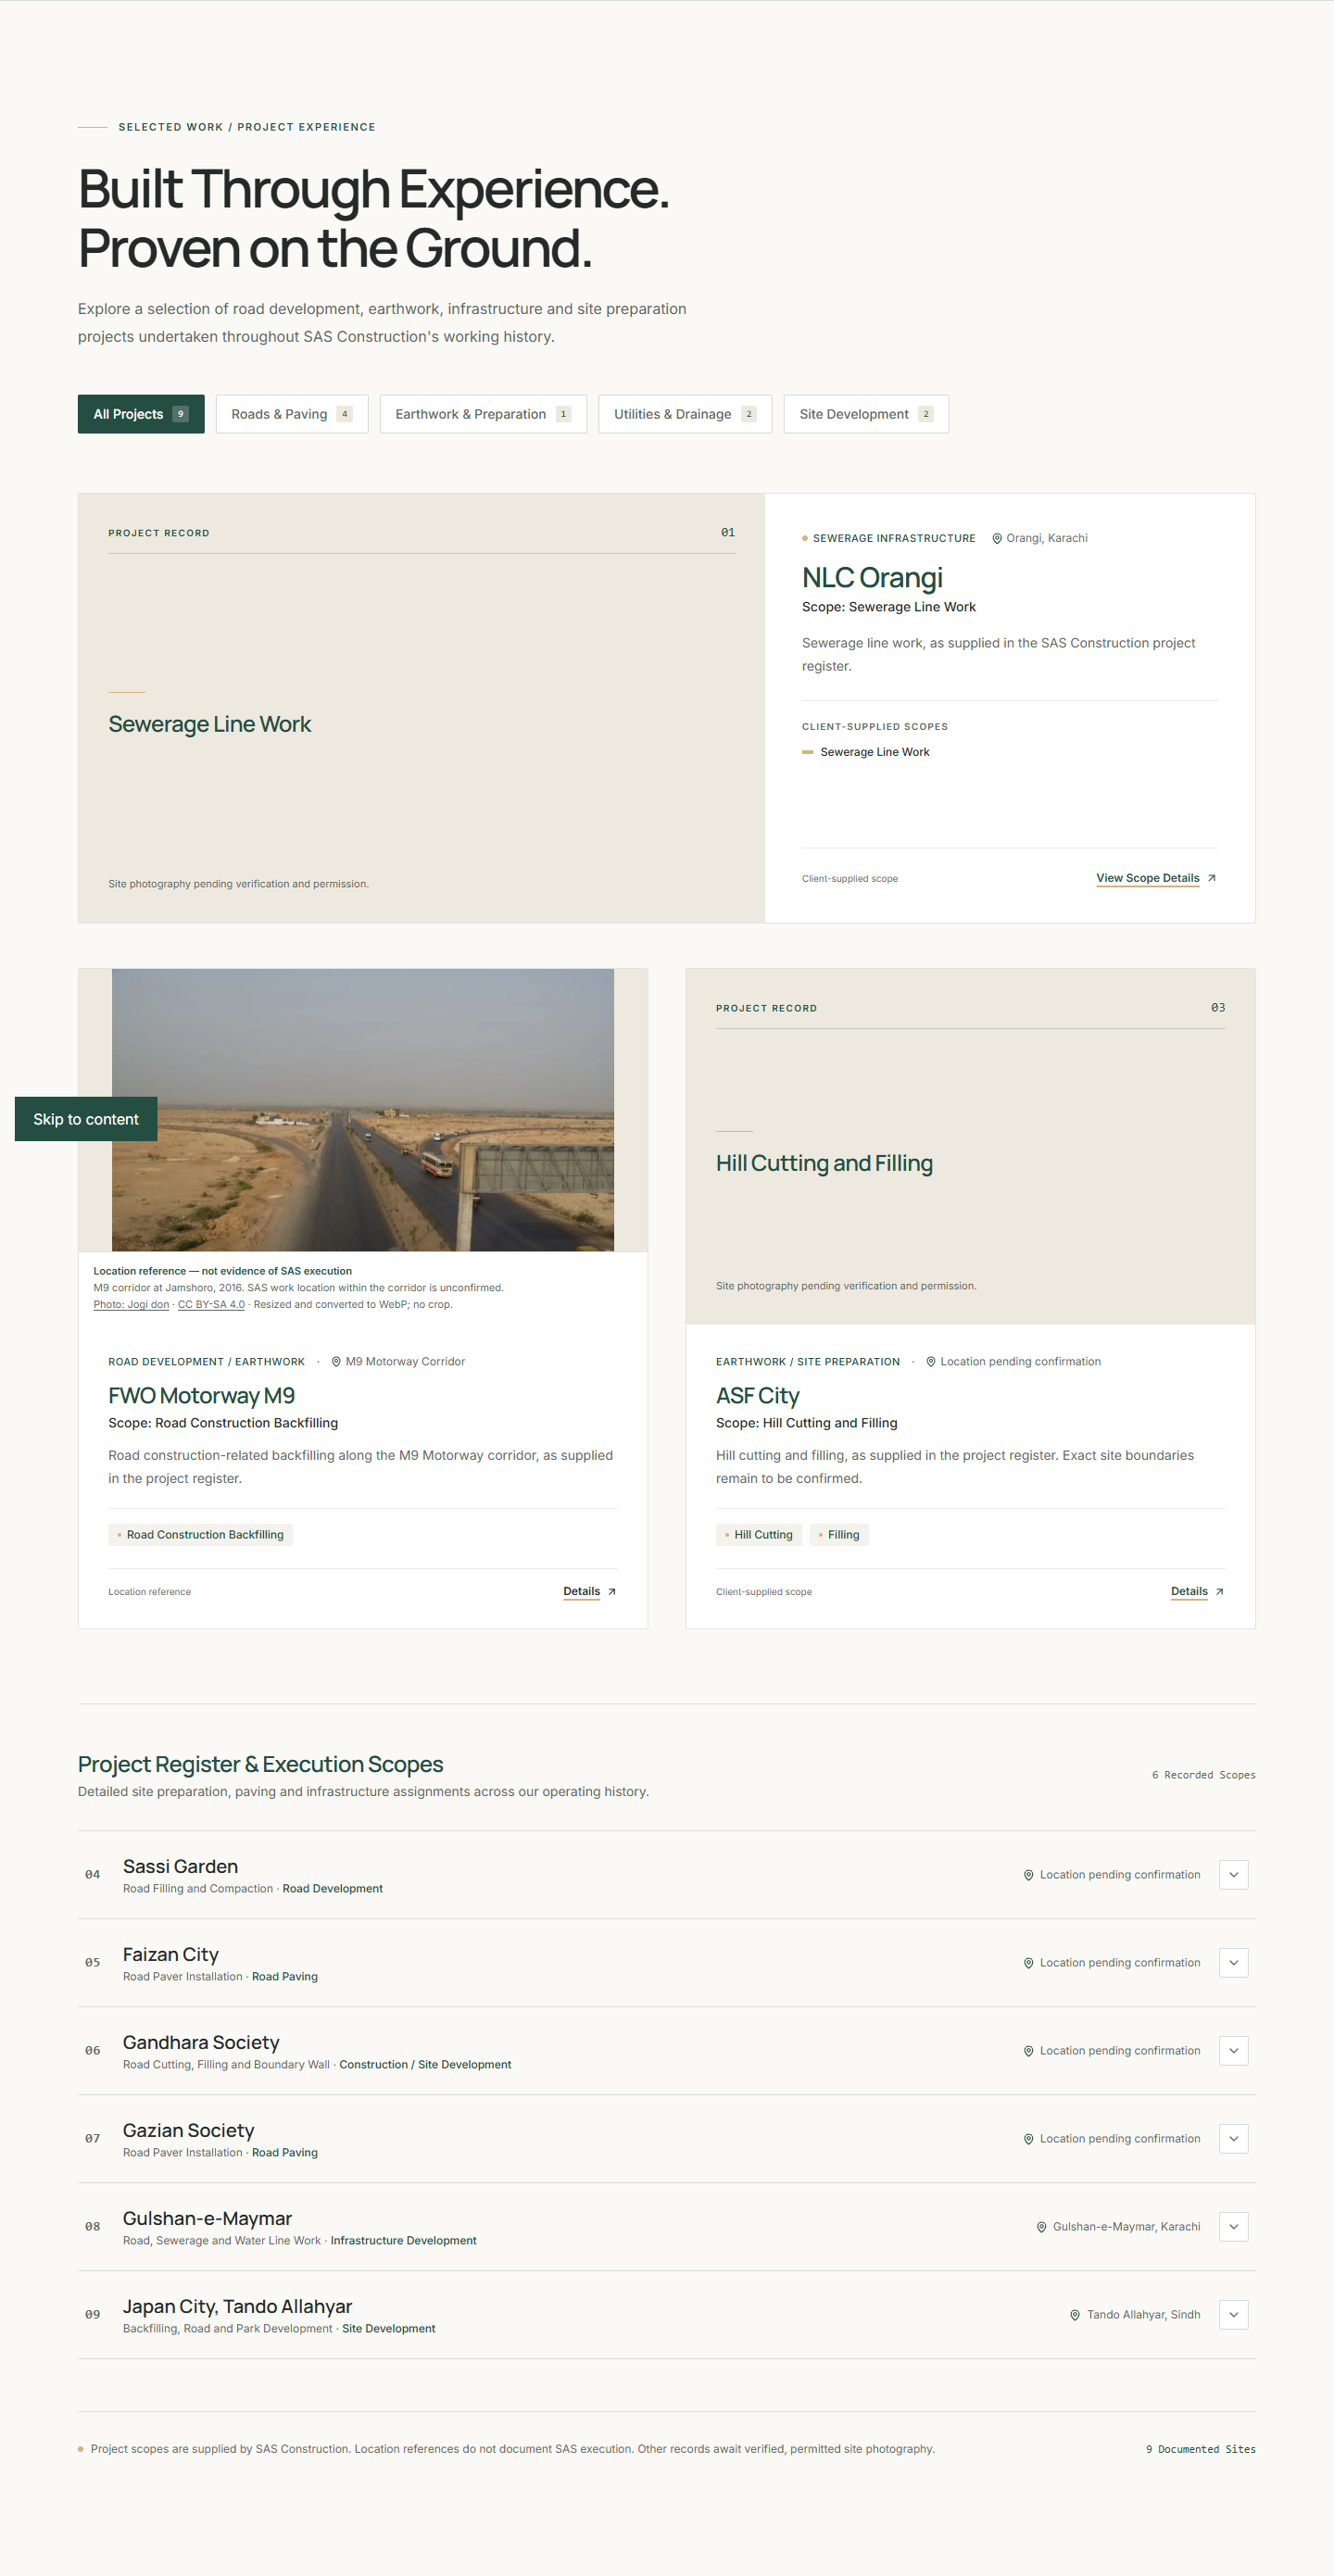 SELECTED WORK / PROJECT EXPERIENCE
Built Through Experience.
Proven on the Ground.
Explore a selection of road development, earthwork, infrastructure and site preparation
projects undertaken throughout SAS Construction's working history.
All Projects 9
Roads & Paving 4
Earthwork & Preparation 1
Utilities & Drainage 2
Site Development 2
PROJECT RECORD 01
Sewerage Line Work
Site photography pending verification and permission.
SEWERAGE INFRASTRUCTURE Orangi, Karachi
NLC Orangi
Scope: Sewerage Line Work
Sewerage line work, as supplied in the SAS Construction project
register.
CLIENT-SUPPLIED SCOPES
Sewerage Line Work
Client-supplied scope View Scope Details
Skip to content
Location reference — not evidence of SAS execution
M9 corridor at Jamshoro, 2016. SAS work location within the corridor is unconfirmed.
Photo: Jogi don · CC BY-SA 4.0 · Resized and converted to WebP; no crop.
ROAD DEVELOPMENT / EARTHWORK · M9 Motorway Corridor
FWO Motorway M9
Scope: Road Construction Backfilling
Road construction-related backfilling along the M9 Motorway corridor, as supplied
in the project register.
Road Construction Backfilling
Location reference Details
PROJECT RECORD 03
Hill Cutting and Filling
Site photography pending verification and permission.
EARTHWORK / SITE PREPARATION · Location pending confirmation
ASF City
Scope: Hill Cutting and Filling
Hill cutting and filling, as supplied in the project register. Exact site boundaries
remain to be confirmed.
Hill Cutting Filling
Client-supplied scope Details
Project Register & Execution Scopes
Detailed site preparation, paving and infrastructure assignments across our operating history.
6 Recorded Scopes
04 Sassi Garden
Road Filling and Compaction · Road Development
Location pending confirmation
05 Faizan City
Road Paver Installation · Road Paving
Location pending confirmation
06 Gandhara Society
Road Cutting, Filling and Boundary Wall · Construction / Site Development
Location pending confirmation
07 Gazian Society
Road Paver Installation · Road Paving
Location pending confirmation
08 Gulshan-e-Maymar
Road, Sewerage and Water Line Work · Infrastructure Development
Gulshan-e-Maymar, Karachi
09 Japan City, Tando Allahyar
Backfilling, Road and Park Development · Site Development
Tando Allahyar, Sindh
Project scopes are supplied by SAS Construction. Location references do not document SAS execution. Other records await verified, permitted site photography.
9 Documented Sites